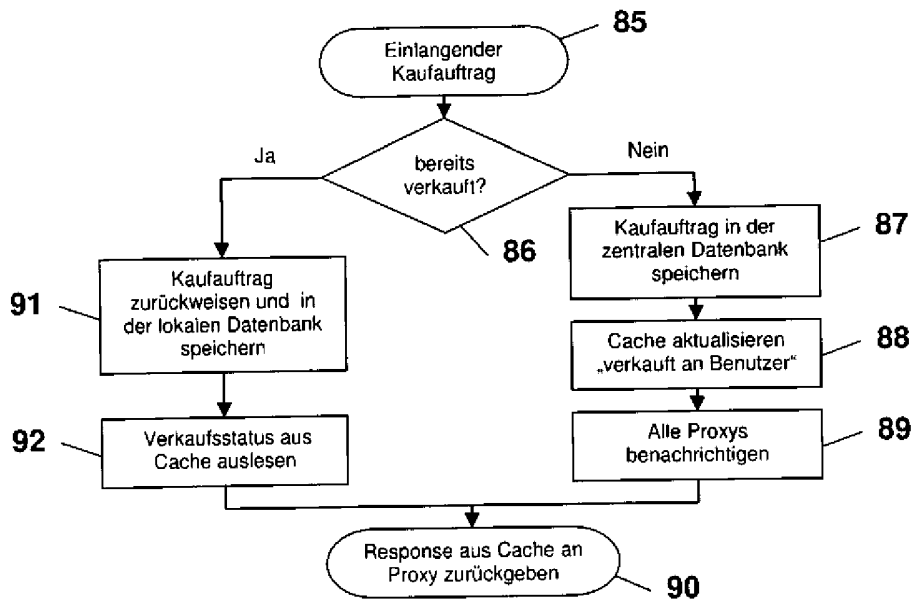 85
Einlangender
Kaufauftrag
Ja
Nein
bereits
verkauft?
86
87
Kaufauftrag in der
zentralen Datenbank
speichern
91
Kaufauftrag
zurückweisen und in
der lokalen Datenbank
speichern
88
Cache aktualisieren
„verkauft an Benutzer“
92
Verkaufsstatus aus
Cache auslesen
89
Alle Proxys
benachrichtigen
Response aus Cache an
Proxy zurückgeben
90